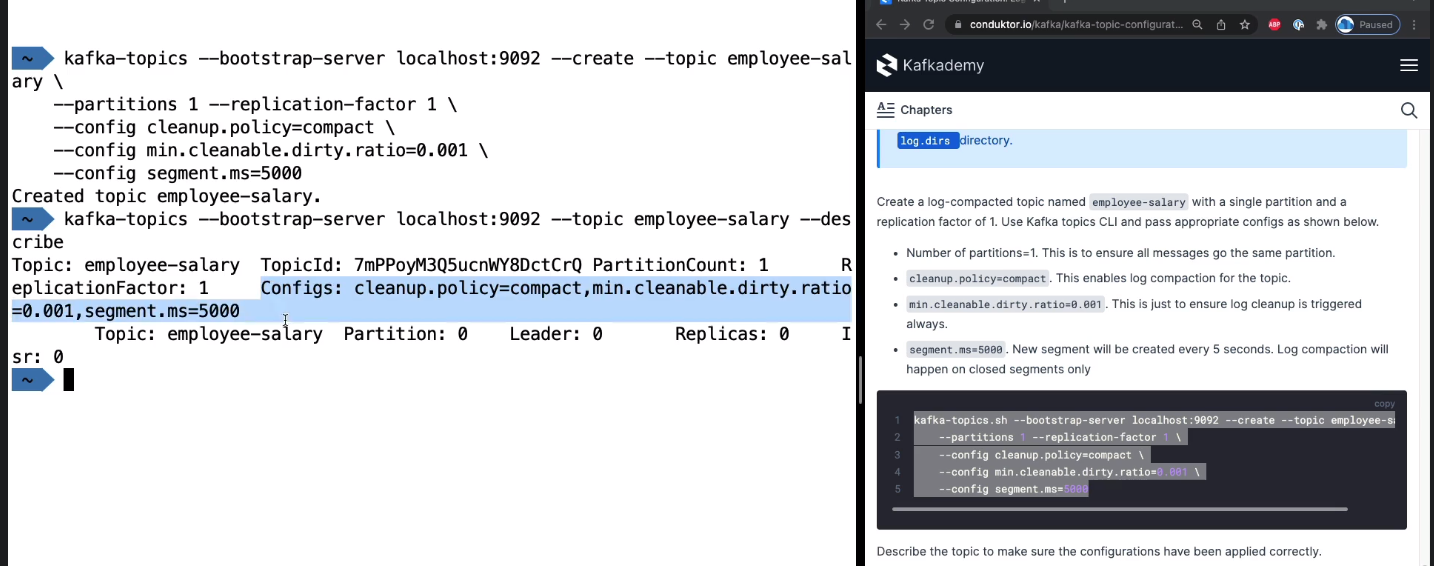 ~ kafka-topics --bootstrap-server localhost:9092 --create --topic employee-sal
ary \
--partitions 1 --replication-factor 1 \
--config cleanup.policy=compact \
--config min.cleanable.dirty.ratio=0.001 \
--config segment.ms=5000
Created topic employee-salary.
~ kafka-topics --bootstrap-server localhost:9092 --topic employee-salary --des
cribe
Topic: employee-salary TopicId: 7mPPoyM3Q5ucnWY8DctCrQ PartitionCount: 1 R
eplicationFactor: 1 Configs: cleanup.policy=compact,min.cleanable.dirty.ratio
=0.001,segment.ms=5000
Topic: employee-salary Partition: 0 Leader: 0 Replicas: 0 I
sr: 0
~
conduktor.io/kafka/kafka-topic-configurat...
ABP
Paused
Kafkademy
Chapters
log.dirs directory.
Create a log-compacted topic named employee-salary with a single partition and a
replication factor of 1. Use Kafka topics CLI and pass appropriate configs as shown below.
• Number of partitions=1. This is to ensure all messages go the same partition.
• cleanup.policy=compact. This enables log compaction for the topic.
• min.cleanable.dirty.ratio=0.001. This is just to ensure log cleanup is triggered
always.
• segment.ms=5000. New segment will be created every 5 seconds. Log compaction will
happen on closed segments only
copy
1 kafka-topics.sh --bootstrap-server localhost:9092 --create --topic employee-sa
2 --partitions 1 --replication-factor 1 \
3 --config cleanup.policy=compact \
4 --config min.cleanable.dirty.ratio=0.001 \
5 --config segment.ms=5000
Describe the topic to make sure the configurations have been applied correctly.